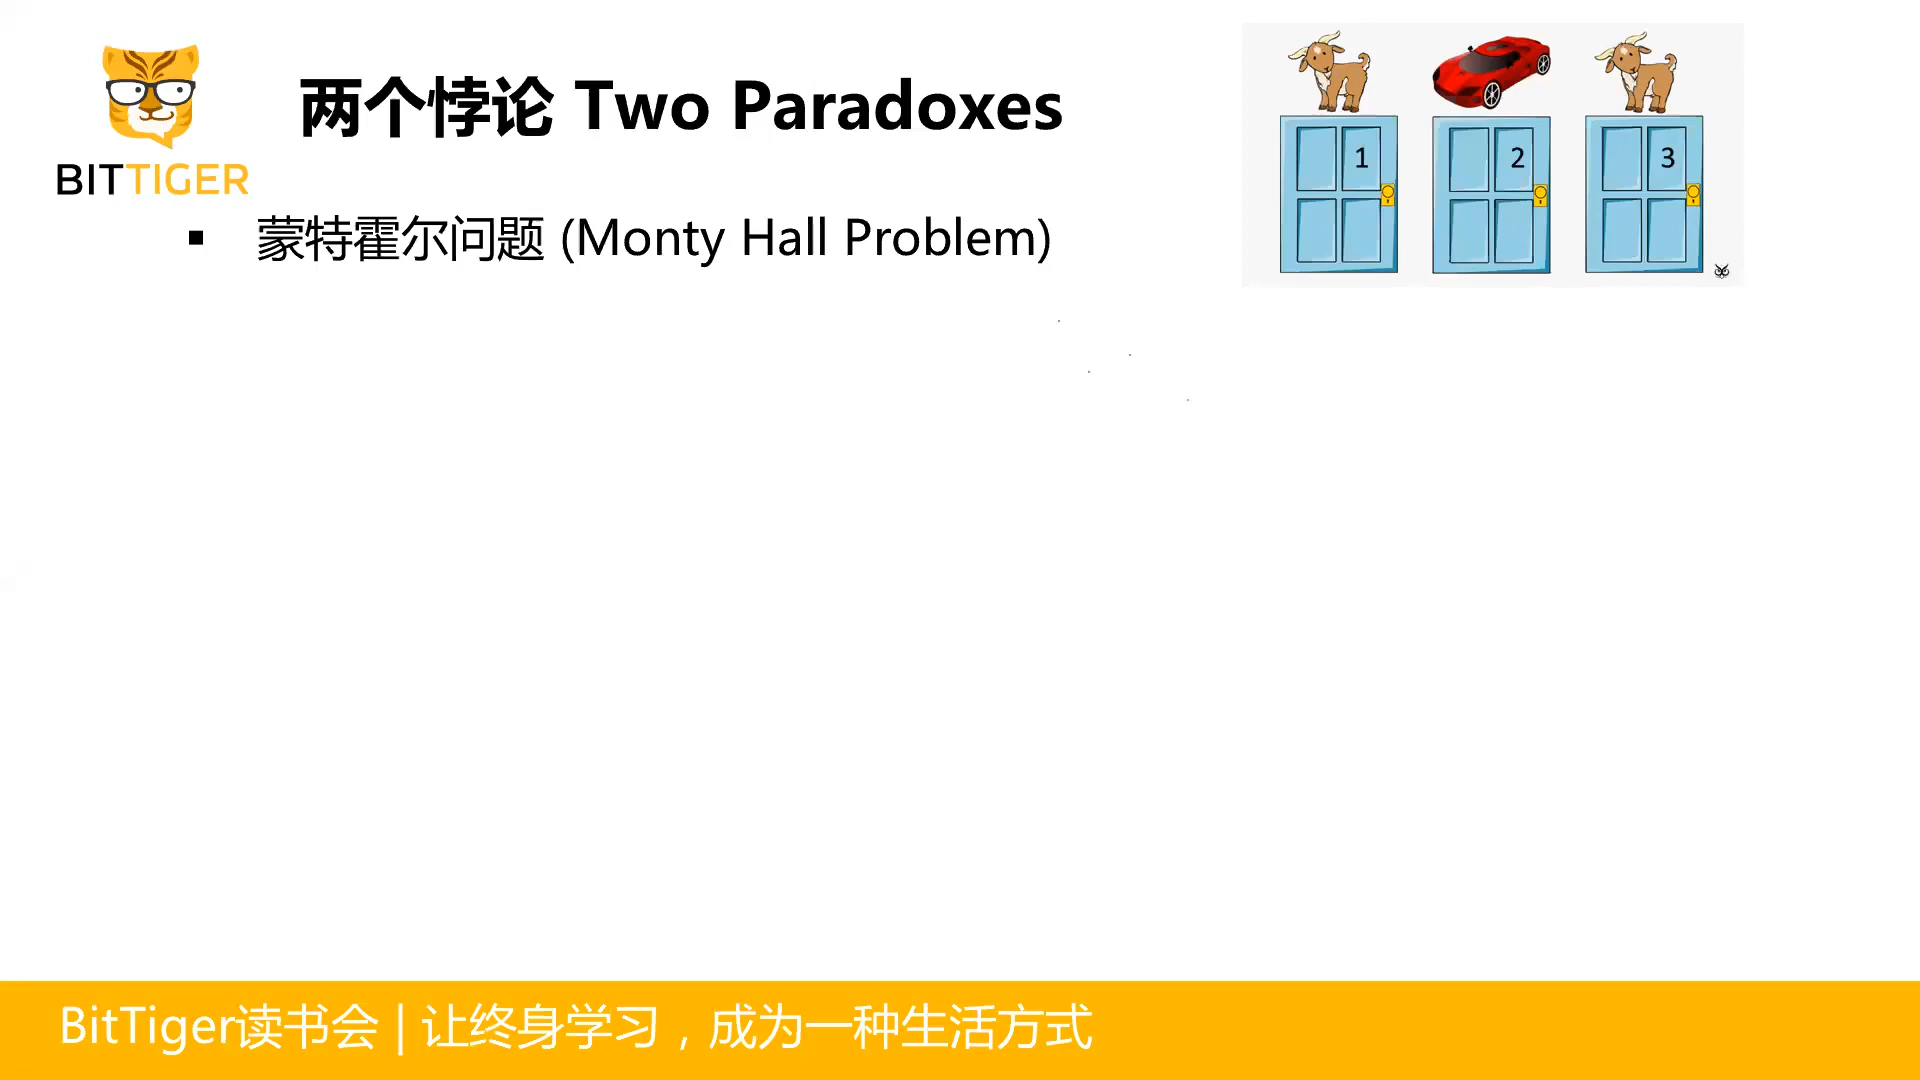 两个悖论 Two Paradoxes
BITTIGER
▪ 蒙特霍尔问题 (Monty Hall Problem)
1 2 3
BitTiger读书会 | 让终身学习，成为一种生活方式